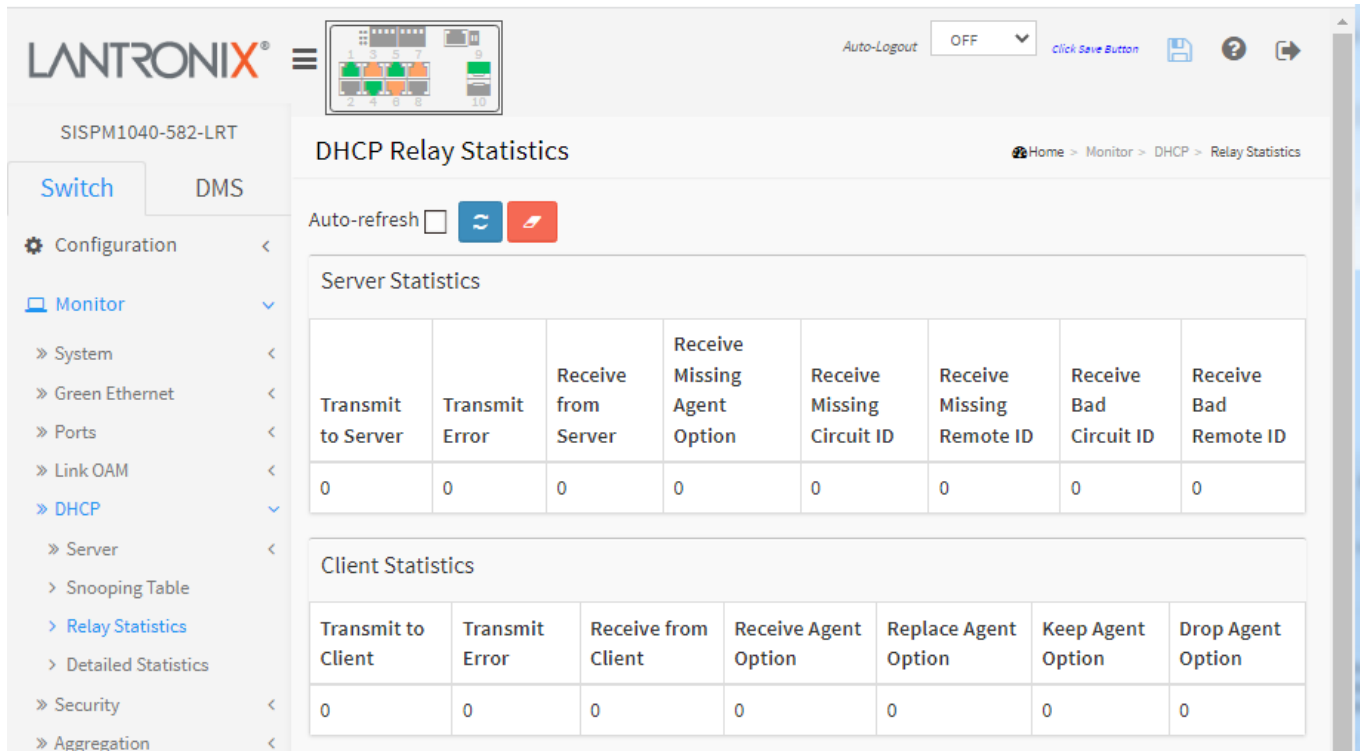 LANTRONIX®
1 3 5 7 9
2 4 6 8 10
Auto-Logout OFF Click Save Button
SISPM1040-582-LRT
Switch DMS
Configuration
Monitor
» System
» Green Ethernet
» Ports
» Link OAM
» DHCP
» Server
> Snooping Table
> Relay Statistics
> Detailed Statistics
» Security
» Aggregation
DHCP Relay Statistics
Home > Monitor > DHCP > Relay Statistics
Auto-refresh
Server Statistics
Transmit to Server Transmit Error Receive from Server Receive Missing Agent Option Receive Missing Circuit ID Receive Missing Remote ID Receive Bad Circuit ID Receive Bad Remote ID
0 0 0 0 0 0 0 0
Client Statistics
Transmit to Client Transmit Error Receive from Client Receive Agent Option Replace Agent Option Keep Agent Option Drop Agent Option
0 0 0 0 0 0 0